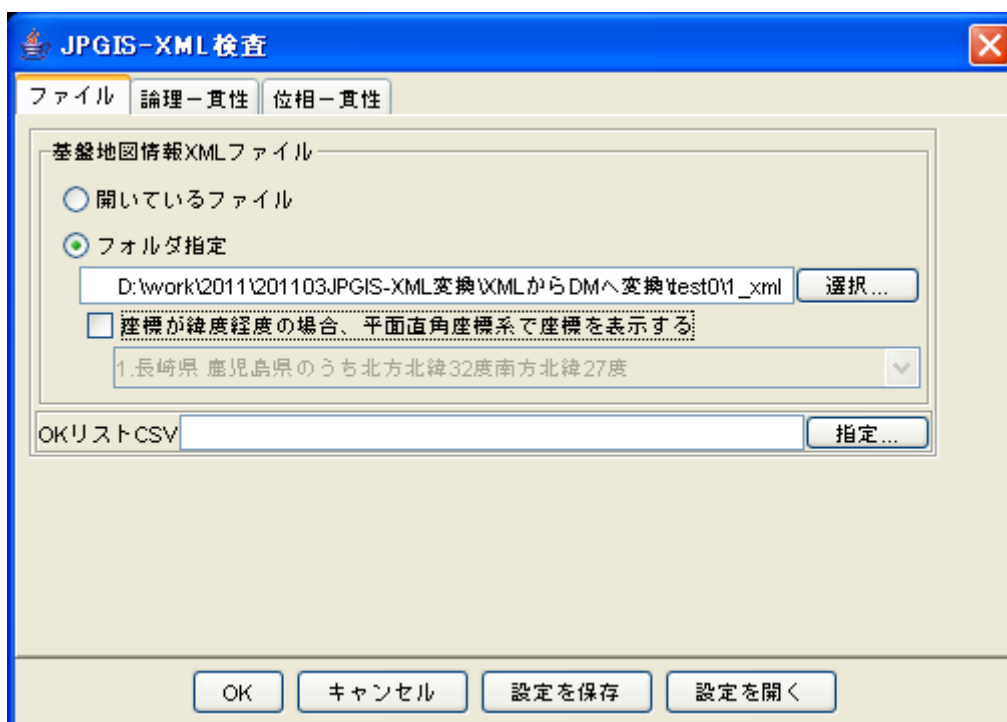 JPGIS-XML検査
ファイル 論理一貫性 位相一貫性
基盤地図情報XMLファイル
開いているファイル
フォルダ指定
D:\work\2011\201103JPGIS-XML変換\XMLからDMへ変換\test0\1_xml 選択...
座標が緯度経度の場合、平面直角座標系で座標を表示する
1.長崎県 鹿児島県のうち北方北緯32度南方北緯27度
OKリストCSV 指定...
OK キャンセル 設定を保存 設定を開く